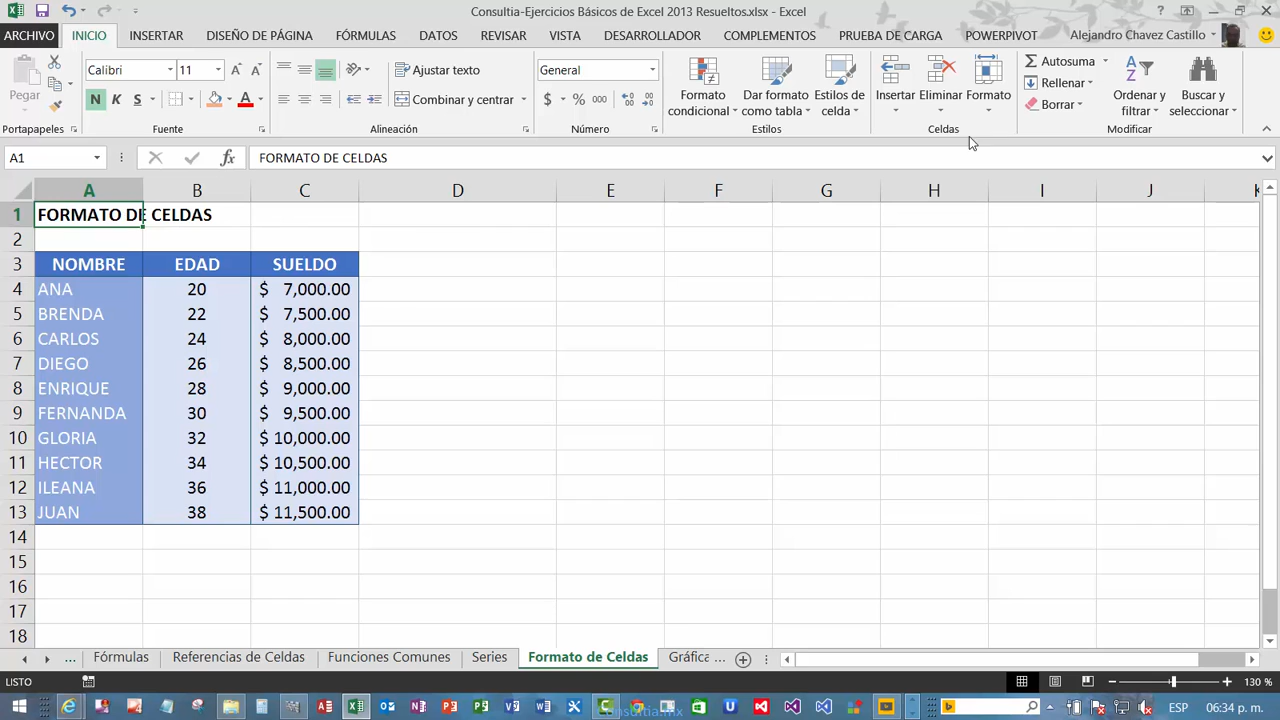 Consultia-Ejercicios Básicos de Excel 2013 Resueltos.xlsx - Excel
ARCHIVO INICIO INSERTAR DISEÑO DE PÁGINA FÓRMULAS DATOS REVISAR VISTA DESARROLLADOR COMPLEMENTOS PRUEBA DE CARGA POWERPIVOT Alejandro Chavez Castillo
Pegar
Calibri 11
N K S
Ajustar texto
Combinar y centrar
General
$ % 000
Formato condicional
Dar formato como tabla
Estilos de celda
Insertar Eliminar Formato
Autosuma
Rellenar
Borrar
Ordenar y filtrar
Buscar y seleccionar
Portapapeles Fuente Alineación Número Estilos Celdas Modificar
A1 fx FORMATO DE CELDAS
A B C D E F G H I J K
1 FORMATO DE CELDAS
2
3 NOMBRE EDAD SUELDO
4 ANA 20 $ 7,000.00
5 BRENDA 22 $ 7,500.00
6 CARLOS 24 $ 8,000.00
7 DIEGO 26 $ 8,500.00
8 ENRIQUE 28 $ 9,000.00
9 FERNANDA 30 $ 9,500.00
10 GLORIA 32 $ 10,000.00
11 HECTOR 34 $ 10,500.00
12 ILEANA 36 $ 11,000.00
13 JUAN 38 $ 11,500.00
14
15
16
17
18
... Fórmulas Referencias de Celdas Funciones Comunes Series Formato de Celdas Gráfica ...
LISTO 130 %
Consultia.mx
ESP 06:34 p. m.